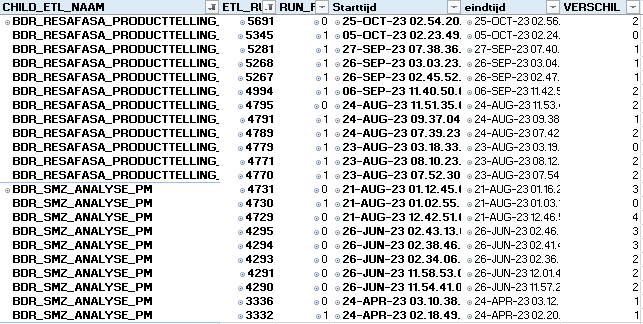 CHILD_ETL_NAAM ETL_RU RUN_F Starttijd eindtijd VERSCHIL
BDR_RESAFASA_PRODUCTTELLING_ 5691 0 25-OCT-23 02.54.20. 25-OCT-23 02.56. 2
BDR_RESAFASA_PRODUCTTELLING_ 5345 0 05-OCT-23 02.23.49. 05-OCT-23 02.24. 0
BDR_RESAFASA_PRODUCTTELLING_ 5281 1 27-SEP-23 07.38.36. 27-SEP-23 07.40. 2
BDR_RESAFASA_PRODUCTTELLING_ 5268 1 26-SEP-23 03.03.23. 26-SEP-23 03.04. 1
BDR_RESAFASA_PRODUCTTELLING_ 5267 1 26-SEP-23 02.45.52. 26-SEP-23 02.47. 1
BDR_RESAFASA_PRODUCTTELLING_ 4994 1 06-SEP-23 11.40.50. 06-SEP-23 11.42. 2
BDR_RESAFASA_PRODUCTTELLING_ 4795 0 24-AUG-23 11.51.35. 24-AUG-23 11.53. 2
BDR_RESAFASA_PRODUCTTELLING_ 4791 1 24-AUG-23 09.37.04 24-AUG-23 09.38 1
BDR_RESAFASA_PRODUCTTELLING_ 4789 1 24-AUG-23 07.39.23 24-AUG-23 07.42 2
BDR_RESAFASA_PRODUCTTELLING_ 4779 1 23-AUG-23 03.18.33. 23-AUG-23 03.19. 0
BDR_RESAFASA_PRODUCTTELLING_ 4771 1 23-AUG-23 08.10.23. 23-AUG-23 08.12. 2
BDR_RESAFASA_PRODUCTTELLING_ 4770 1 23-AUG-23 07.52.30 23-AUG-23 07.54 2
BDR_SMZ_ANALYSE_PM 4731 0 21-AUG-23 01.12.45. 21-AUG-23 01.16. 3
BDR_SMZ_ANALYSE_PM 4730 1 21-AUG-23 01.02.55. 21-AUG-23 01.03. 0
BDR_SMZ_ANALYSE_PM 4729 0 21-AUG-23 12.42.51. 21-AUG-23 12.46. 4
BDR_SMZ_ANALYSE_PM 4295 0 26-JUN-23 02.43.13. 26-JUN-23 02.46. 3
BDR_SMZ_ANALYSE_PM 4294 0 26-JUN-23 02.38.46. 26-JUN-23 02.41. 3
BDR_SMZ_ANALYSE_PM 4293 0 26-JUN-23 02.34.06. 26-JUN-23 02.36. 2
BDR_SMZ_ANALYSE_PM 4291 0 26-JUN-23 11.58.53. 26-JUN-23 12.01. 2
BDR_SMZ_ANALYSE_PM 4290 0 26-JUN-23 11.54.41. 26-JUN-23 11.57. 2
BDR_SMZ_ANALYSE_PM 3336 0 24-APR-23 03.10.38. 24-APR-23 03.12. 1
BDR_SMZ_ANALYSE_PM 3332 1 24-APR-23 02.18.49. 24-APR-23 02.20. 1